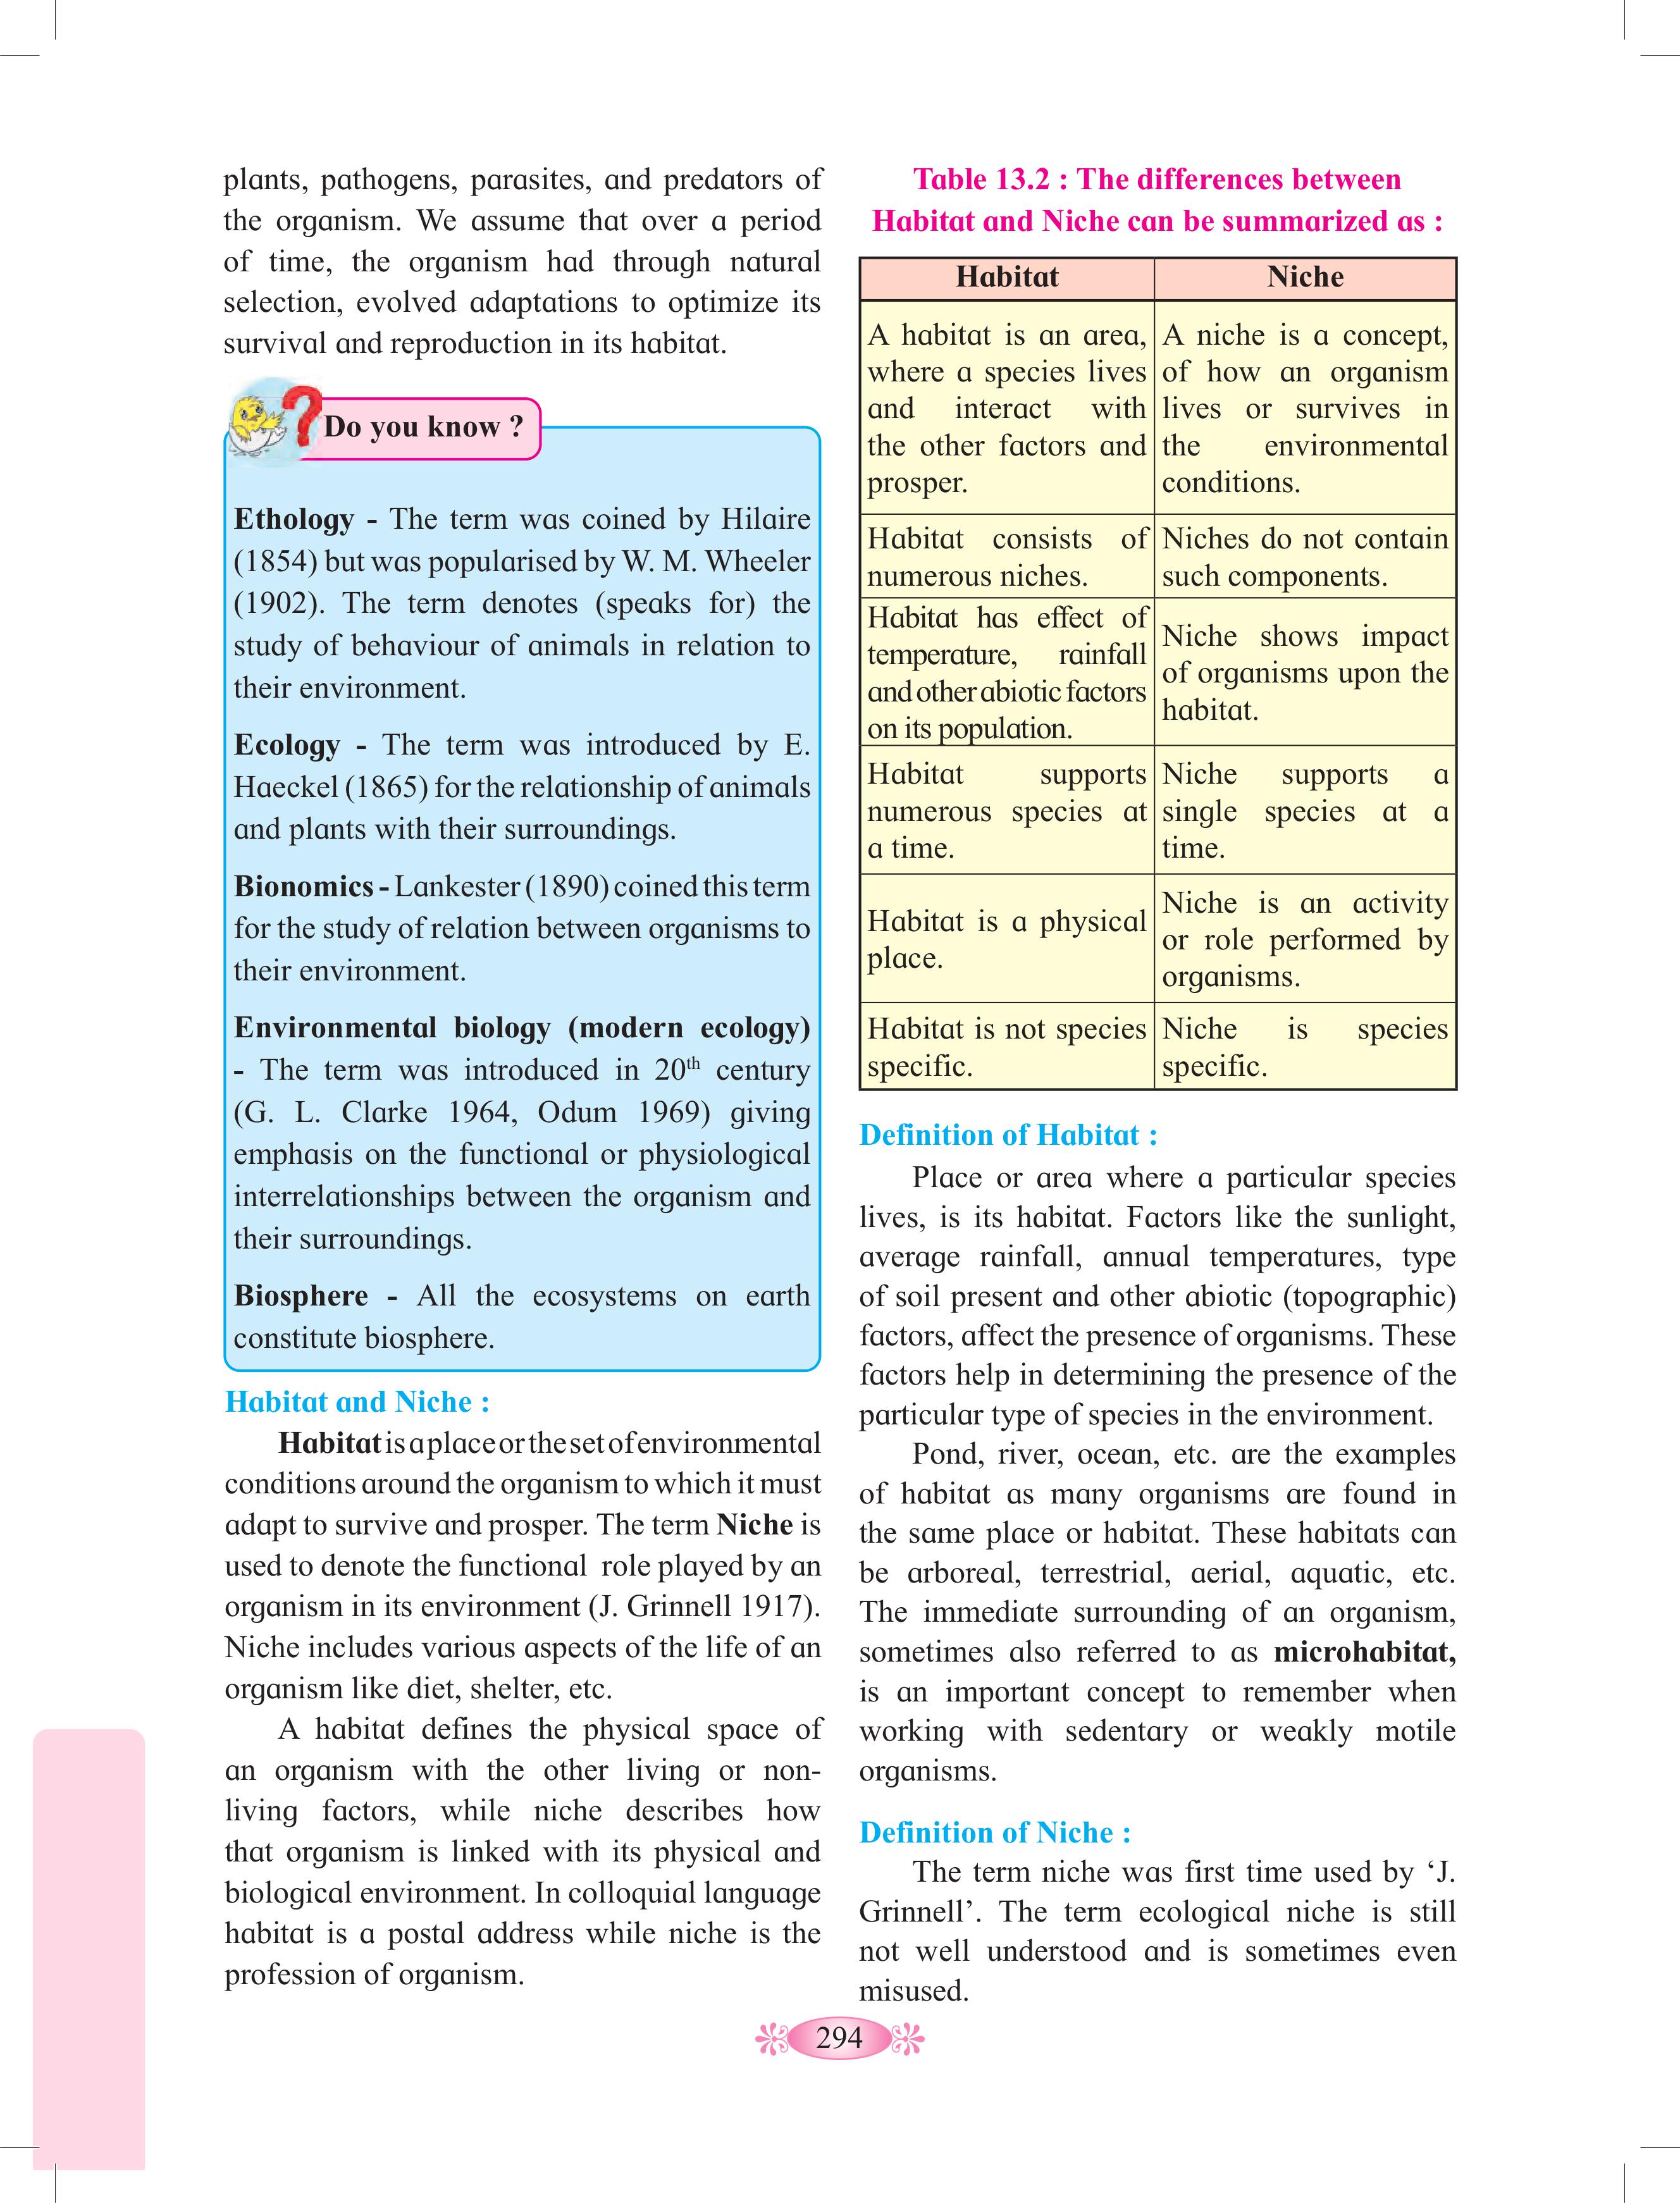 plants, pathogens, parasites, and predators of
the organism. We assume that over a period
of time, the organism had through natural
selection, evolved adaptations to optimize its
survival and reproduction in its habitat.
Do you know ?
Ethology - The term was coined by Hilaire
(1854) but was popularised by W. M. Wheeler
(1902). The term denotes (speaks for) the
study of behaviour of animals in relation to
their environment.
Ecology - The term was introduced by E.
Haeckel (1865) for the relationship of animals
and plants with their surroundings.
Bionomics - Lankester (1890) coined this term
for the study of relation between organisms to
their environment.
Environmental biology (modern ecology)
- The term was introduced in 20th century
(G. L. Clarke 1964, Odum 1969) giving
emphasis on the functional or physiological
interrelationships between the organism and
their surroundings.
Biosphere - All the ecosystems on earth
constitute biosphere.
Habitat and Niche :
Habitat is a place or the set of environmental
conditions around the organism to which it must
adapt to survive and prosper. The term Niche is
used to denote the functional role played by an
organism in its environment (J. Grinnell 1917).
Niche includes various aspects of the life of an
organism like diet, shelter, etc.
A habitat defines the physical space of
an organism with the other living or non-
living factors, while niche describes how
that organism is linked with its physical and
biological environment. In colloquial language
habitat is a postal address while niche is the
profession of organism.
Table 13.2 : The differences between
Habitat and Niche can be summarized as :
Habitat
Niche
A habitat is an area,
where a species lives
and interact with
the other factors and
prosper.
A niche is a concept,
of how an organism
lives or survives in
the environmental
conditions.
Habitat consists of
numerous niches.
Niches do not contain
such components.
Habitat has effect of
temperature, rainfall
and other abiotic factors
on its population.
Niche shows impact
of organisms upon the
habitat.
Habitat supports
numerous species at
a time.
Niche supports a
single species at a
time.
Habitat is a physical
place.
Niche is an activity
or role performed by
organisms.
Habitat is not species
specific.
Niche is species
specific.
Definition of Habitat :
Place or area where a particular species
lives, is its habitat. Factors like the sunlight,
average rainfall, annual temperatures, type
of soil present and other abiotic (topographic)
factors, affect the presence of organisms. These
factors help in determining the presence of the
particular type of species in the environment.
Pond, river, ocean, etc. are the examples
of habitat as many organisms are found in
the same place or habitat. These habitats can
be arboreal, terrestrial, aerial, aquatic, etc.
The immediate surrounding of an organism,
sometimes also referred to as microhabitat,
is an important concept to remember when
working with sedentary or weakly motile
organisms.
Definition of Niche :
The term niche was first time used by ‘J.
Grinnell’. The term ecological niche is still
not well understood and is sometimes even
misused.
294